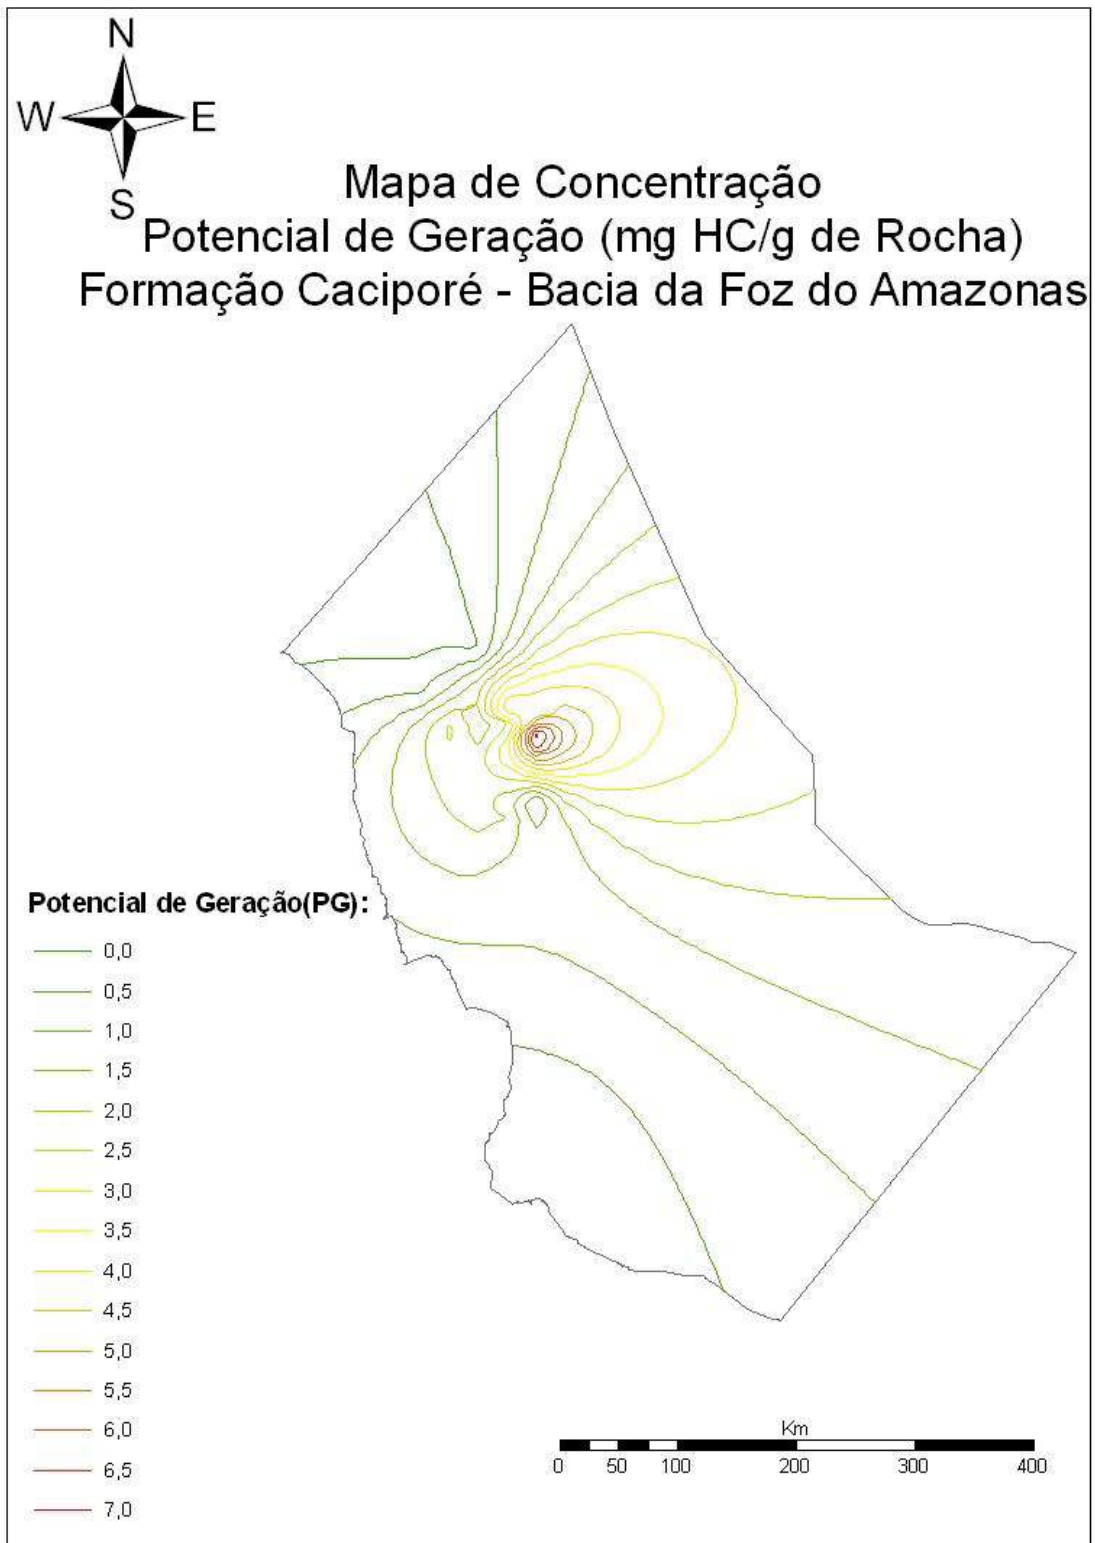 N
W E
S
Mapa de Concentração
Potencial de Geração (mg HC/g de Rocha)
Formação Caciporé - Bacia da Foz do Amazonas
Potencial de Geração(PG):
0,0
0,5
1,0
1,5
2,0
2,5
3,0
3,5
4,0
4,5
5,0
5,5
6,0
6,5
7,0
Km
0 50 100 200 300 400